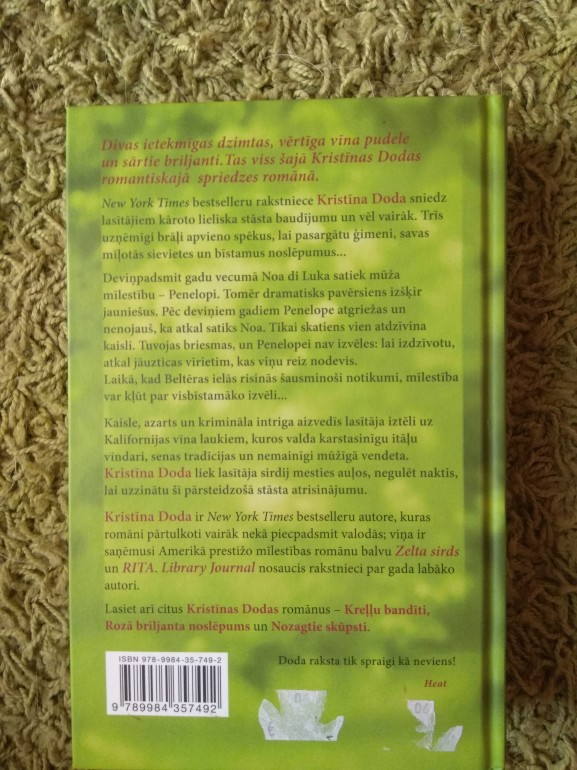 Divas ietekmīgas dzimtas, vērtīga vīna pudele
un sārtie briljanti. Tas viss šajā Kristīnas Dodas
romantiskajā spriedzes romānā.
New York Times bestselleru rakstniece Kristīna Doda sniedz
lasītājiem kāroto lieliska stāsta baudījumu un vēl vairāk. Trīs
uzņēmīgi brāļi apvieno spēkus, lai pasargātu ģimeni, savas
miļotās sievietes un bīstamus noslēpumus...
Deviņpadsmit gadu vecumā Noa di Luka satiek mūža
mīlestību – Penelopi. Tomēr dramatisks pavērsiens izšķir
jauniešus. Pēc deviņiem gadiem Penelope atgriežas un
nenojauš, ka atkal satiks Noa. Tikai skatiens vien atdzīvina
kaisli. Tuvojas briesmas, un Penelopei nav izvēles: lai izdzīvotu,
atkal jāuzticas vīrietim, kas viņu reiz nodevis.
Laikā, kad Beltēras ielās risinās šausminoši notikumi, mīlestība
var kļūt par visbīstamāko izvēli...
Kaisle, azarts un krimināla intriga aizvedīs lasītāja iztēli uz
Kalifornijas vīna laukiem, kuros valda karstasinīgu itāļu
vīndari, senas tradīcijas un nemainīgi mūžīgā vendeta.
Kristīna Doda liek lasītāja sirdij mesties auļos, negulēt naktīs,
lai uzzinātu šī pārsteidzošā stāsta atrisinājumu.
Kristīna Doda ir New York Times bestselleru autore, kuras
romāni pārtulkoti vairāk nekā piecpadsmit valodās; viņa ir
saņēmusi Amerikā prestižo mīlestības romānu balvu Zelta sirds
un RITA. Library Journal nosaucis rakstnieci par gada labāko
autori.
Lasiet arī citus Kristīnas Dodas romānus – Kreļļu bandīti,
Rozā briljanta noslēpums un Nozagtie skūpsti.
ISBN 978-9984-35-749-2
9 789984 357492
Doda raksta tik spraigi kā neviens!
Heat